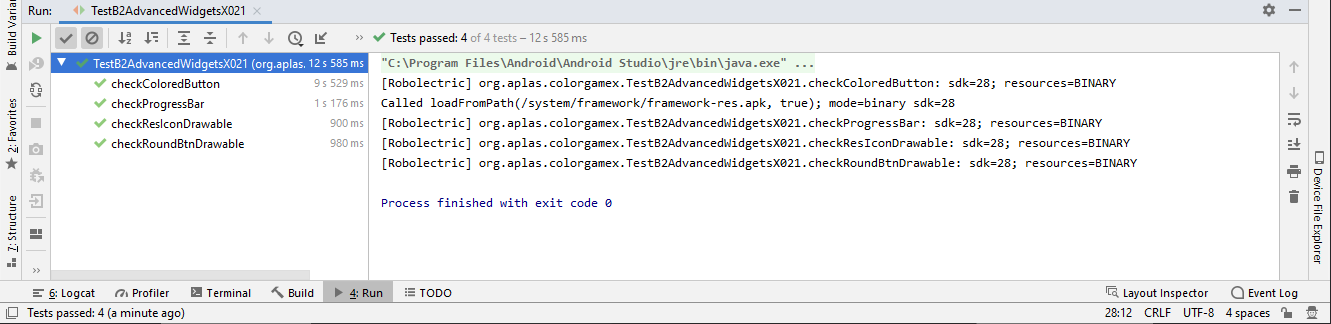 Run: TestB2AdvancedWidgetsX021
Build Varia
2: Favorites
7: Structure
Tests passed: 4 of 4 tests – 12 s 585 ms
TestB2AdvancedWidgetsX021 (org.aplas. 12 s 585 ms
checkColoredButton 9 s 529 ms
checkProgressBar 1 s 176 ms
checkResIconDrawable 900 ms
checkRoundBtnDrawable 980 ms
"C:\Program Files\Android\Android Studio\jre\bin\java.exe" ...
[Robolectric] org.aplas.colorgamex.TestB2AdvancedWidgetsX021.checkColoredButton: sdk=28; resources=BINARY
Called loadFromPath(/system/framework/framework-res.apk, true); mode=binary sdk=28
[Robolectric] org.aplas.colorgamex.TestB2AdvancedWidgetsX021.checkProgressBar: sdk=28; resources=BINARY
[Robolectric] org.aplas.colorgamex.TestB2AdvancedWidgetsX021.checkResIconDrawable: sdk=28; resources=BINARY
[Robolectric] org.aplas.colorgamex.TestB2AdvancedWidgetsX021.checkRoundBtnDrawable: sdk=28; resources=BINARY
Process finished with exit code 0
Device File Explorer
6: Logcat Profiler Terminal Build 4: Run TODO Layout Inspector Event Log
Tests passed: 4 (a minute ago) 28:12 CRLF UTF-8 4 spaces